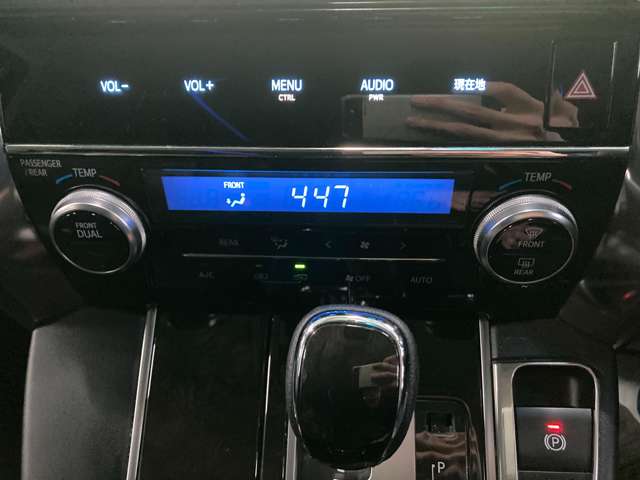 VOL- VOL+ MENU AUDIO 現在地
CTRL PWR
PASSENGER
/REAR
TEMP
FRONT
447
TEMP
FRONT
DUAL
REAR
FRONT
REAR
A/C
OFF
AUTO
P
P